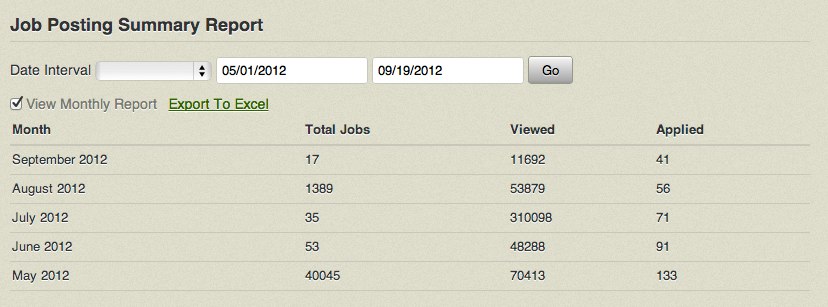 Job Posting Summary Report
Date Interval 05/01/2012 09/19/2012 Go
View Monthly Report Export To Excel
Month Total Jobs Viewed Applied
September 2012 17 11692 41
August 2012 1389 53879 56
July 2012 35 310098 71
June 2012 53 48288 91
May 2012 40045 70413 133